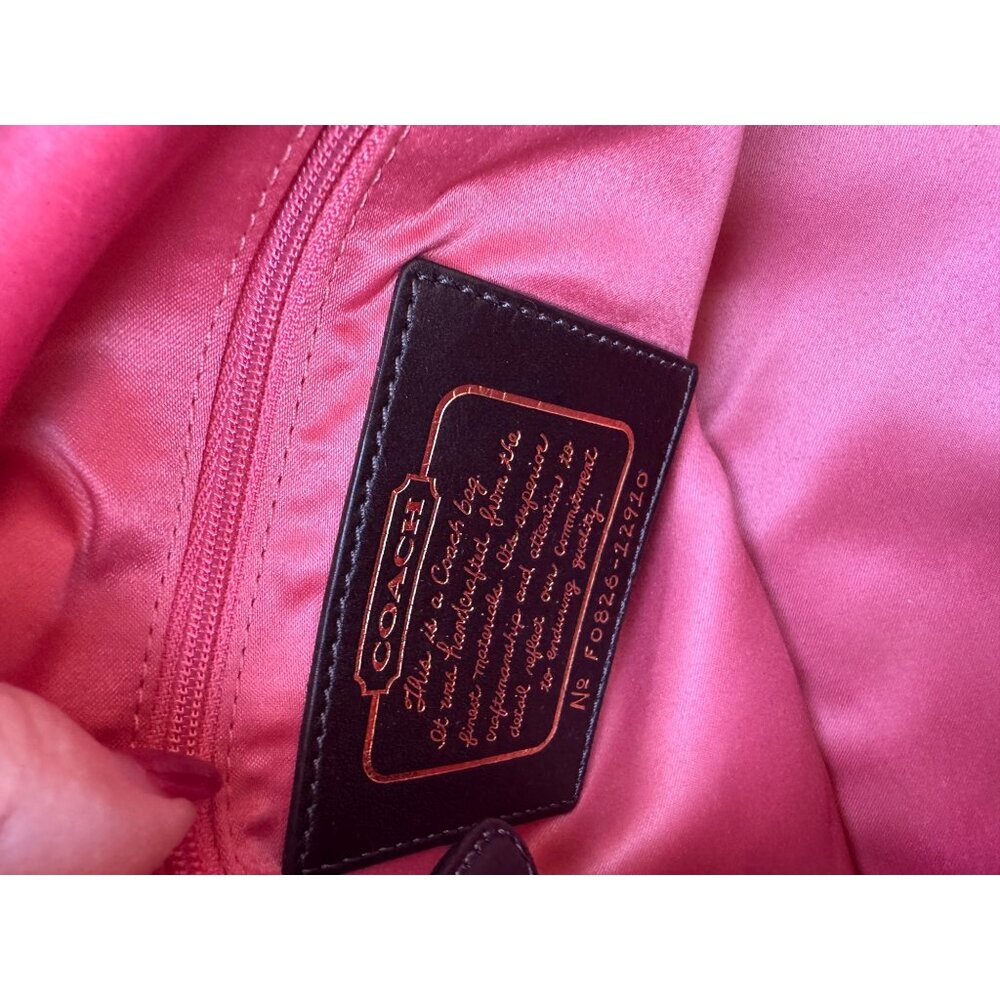 COACH
This is a Coach bag.
It was handcrafted from the
finest materials. Its superior
craftsmanship and attention to
detail reflect our commitment
to enduring quality.
No F0826-12910